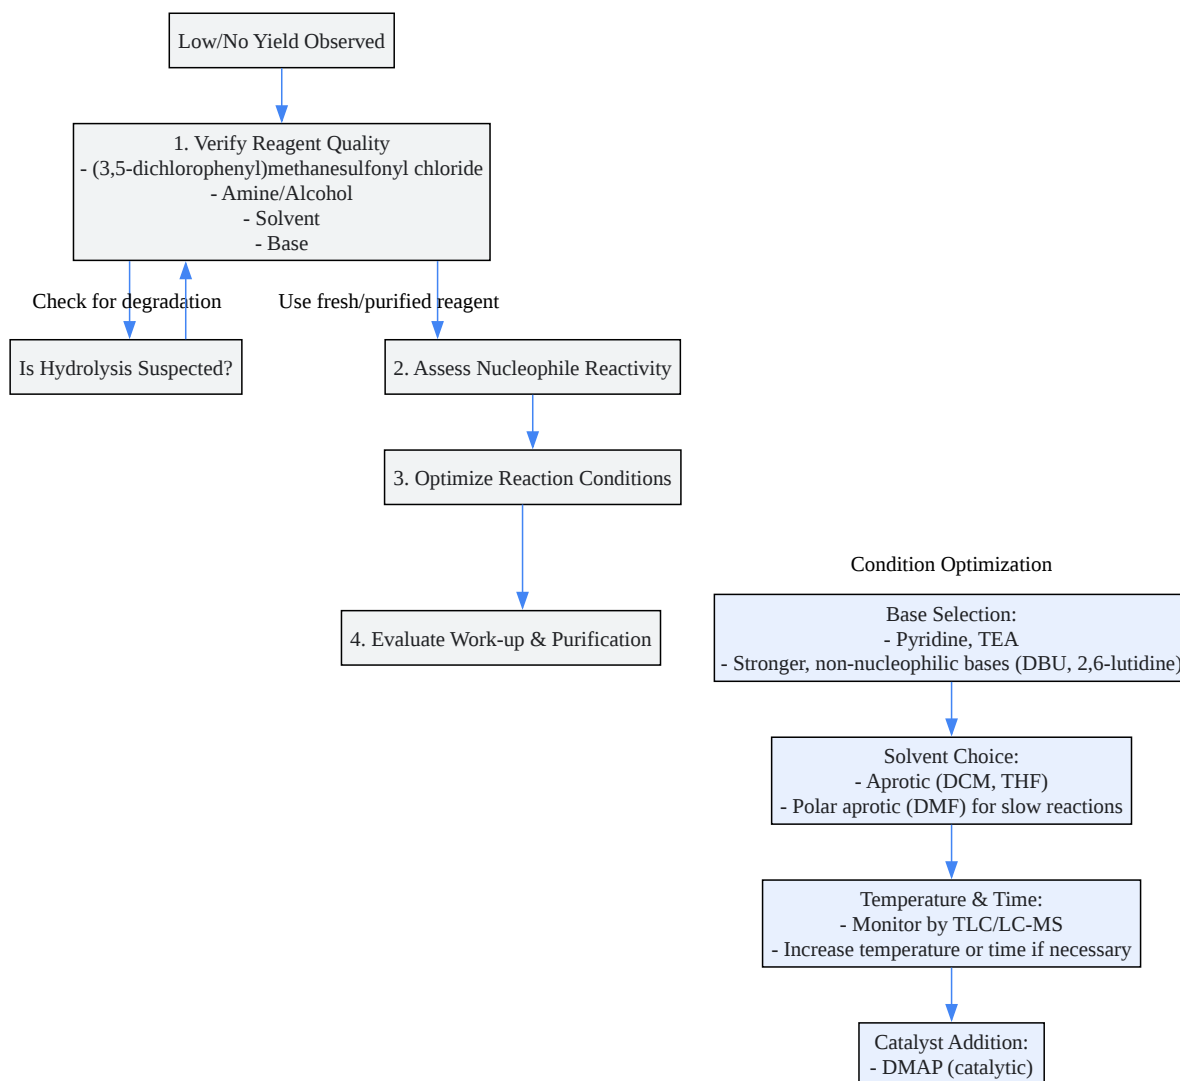 Low/No Yield Observed
1. Verify Reagent Quality
- (3,5-dichlorophenyl)methanesulfonyl chloride
- Amine/Alcohol
- Solvent
- Base
Check for degradation
Use fresh/purified reagent
Is Hydrolysis Suspected?
2. Assess Nucleophile Reactivity
3. Optimize Reaction Conditions
4. Evaluate Work-up & Purification
Condition Optimization
Base Selection:
- Pyridine, TEA
- Stronger, non-nucleophilic bases (DBU, 2,6-lutidine)
Solvent Choice:
- Aprotic (DCM, THF)
- Polar aprotic (DMF) for slow reactions
Temperature & Time:
- Monitor by TLC/LC-MS
- Increase temperature or time if necessary
Catalyst Addition:
- DMAP (catalytic)